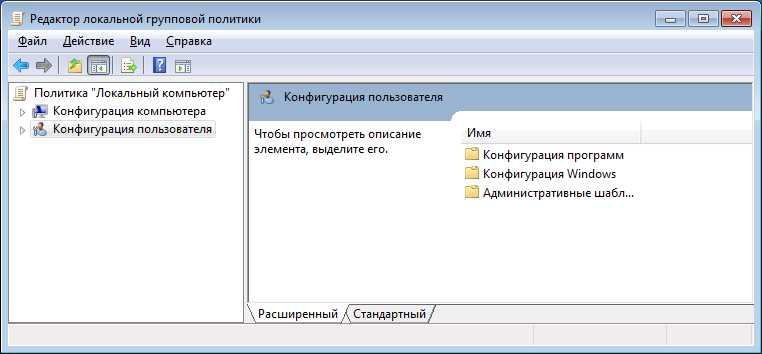 Редактор локальной групповой политики
Файл Действие Вид Справка
Политика "Локальный компьютер"
Конфигурация компьютера
Конфигурация пользователя
Конфигурация пользователя
Чтобы просмотреть описание
элемента, выделите его.
Имя
Конфигурация программ
Конфигурация Windows
Административные шабл...
Расширенный Стандартный